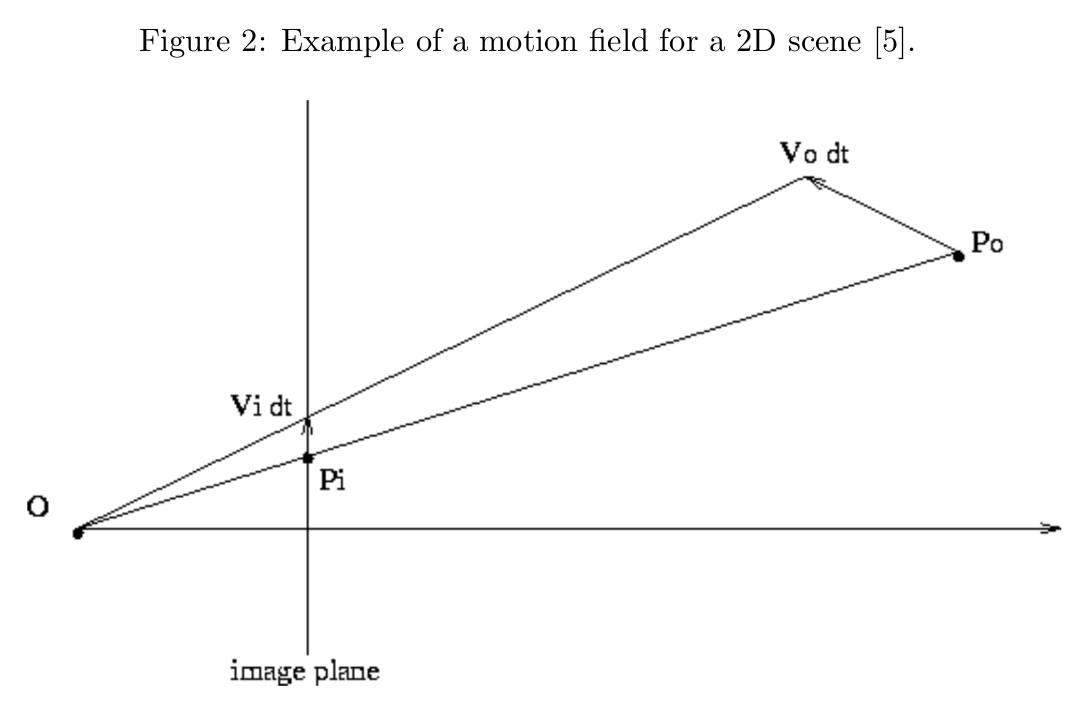 Figure 2: Example of a motion field for a 2D scene [5].
Vo dt
Po
Vi dt
Pi
O
image plane